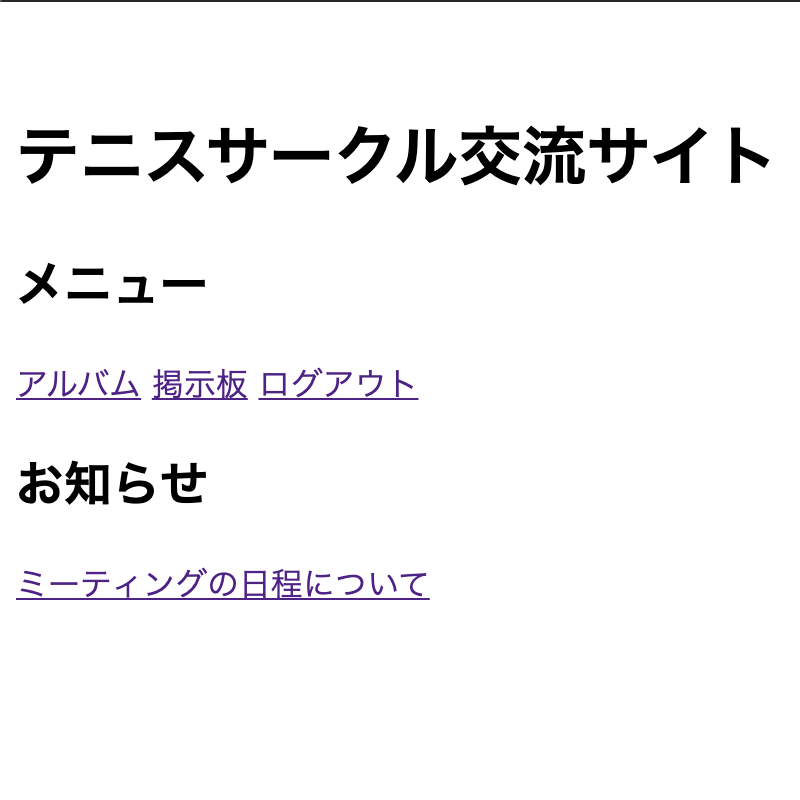 テニスサークル交流サイト
メニュー
アルバム 掲示板 ログアウト
お知らせ
ミーティングの日程について